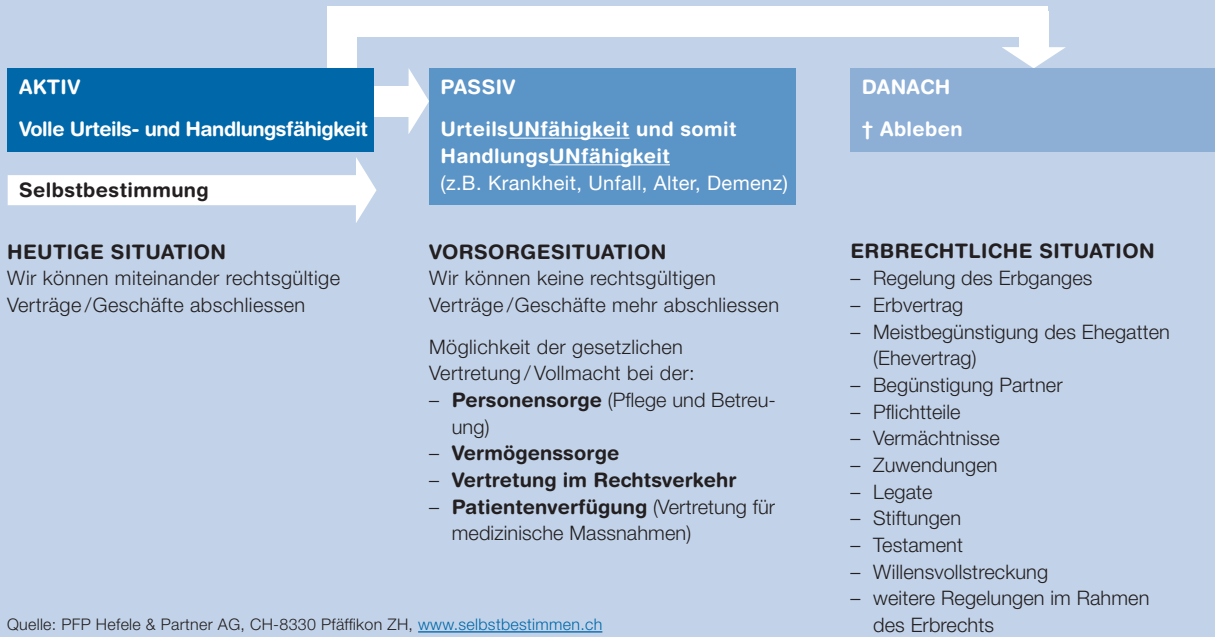 AKTIV
Volle Urteils- und Handlungsfähigkeit
Selbstbestimmung
HEUTIGE SITUATION
Wir können miteinander rechtsgültige
Verträge/Geschäfte abschliessen
PASSIV
UrteilsUNfähigkeit und somit
HandlungsUNfähigkeit
(z.B. Krankheit, Unfall, Alter, Demenz)
VORSORGESITUATION
Wir können keine rechtsgültigen
Verträge/Geschäfte mehr abschliessen
Möglichkeit der gesetzlichen
Vertretung/Vollmacht bei der:
– Personensorge (Pflege und Betreu-
ung)
– Vermögenssorge
– Vertretung im Rechtsverkehr
– Patientenverfügung (Vertretung für
medizinische Massnahmen)
DANACH
† Ableben
ERBRECHTLICHE SITUATION
– Regelung des Erbganges
– Erbvertrag
– Meistbegünstigung des Ehegatten
(Ehevertrag)
– Begünstigung Partner
– Pflichtteile
– Vermächtnisse
– Zuwendungen
– Legate
– Stiftungen
– Testament
– Willensvollstreckung
– weitere Regelungen im Rahmen
des Erbrechts
Quelle: PFP Hefele & Partner AG, CH-8330 Pfäffikon ZH, www.selbstbestimmen.ch